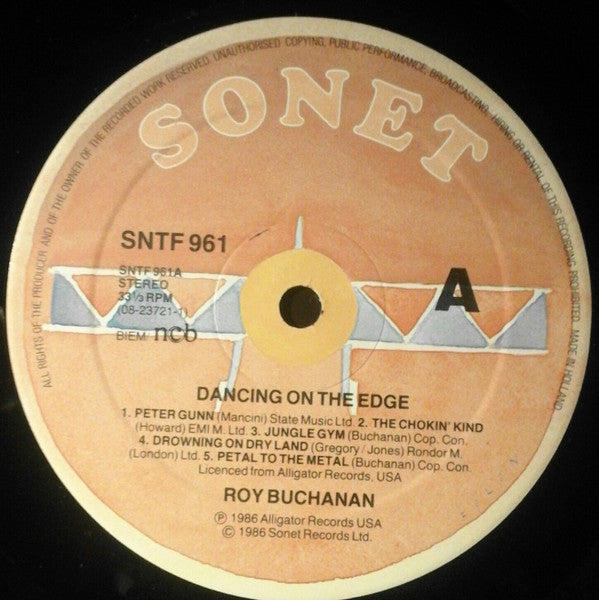 ALL RIGHTS OF THE PRODUCER AND OF THE OWNER OF THE RECORDED WORK RESERVED. UNAUTHORISED COPYING, PUBLIC PERFORMANCE, BROADCASTING, HIRING OR RENTAL OF THIS RECORDING PROHIBITED. MADE IN HOLLAND
SONET
SNTF 961
SNTF 961A
STEREO
33⅓ RPM
(08-23721-1)
BIEM/ ncb
A
DANCING ON THE EDGE
1. PETER GUNN (Mancini) State Music Ltd. 2. THE CHOKIN' KIND
(Howard) EMI M. Ltd. 3. JUNGLE GYM (Buchanan) Cop. Con.
4. DROWNING ON DRY LAND (Gregory / Jones) Rondor M.
(London) Ltd. 5. PETAL TO THE METAL (Buchanan) Cop. Con.
Licenced from Alligator Records, USA
ROY BUCHANAN
℗ 1986 Alligator Records USA
© 1986 Sonet Records Ltd.